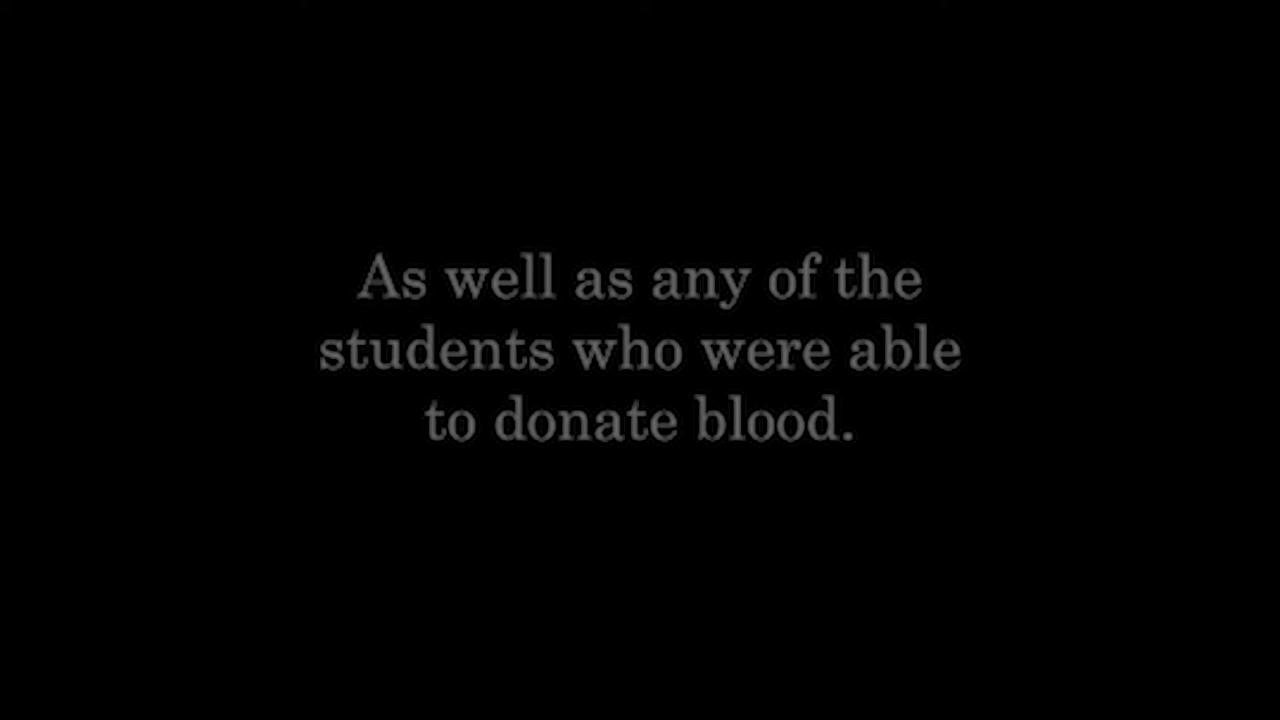 As well as any of the
students who were able
to donate blood.